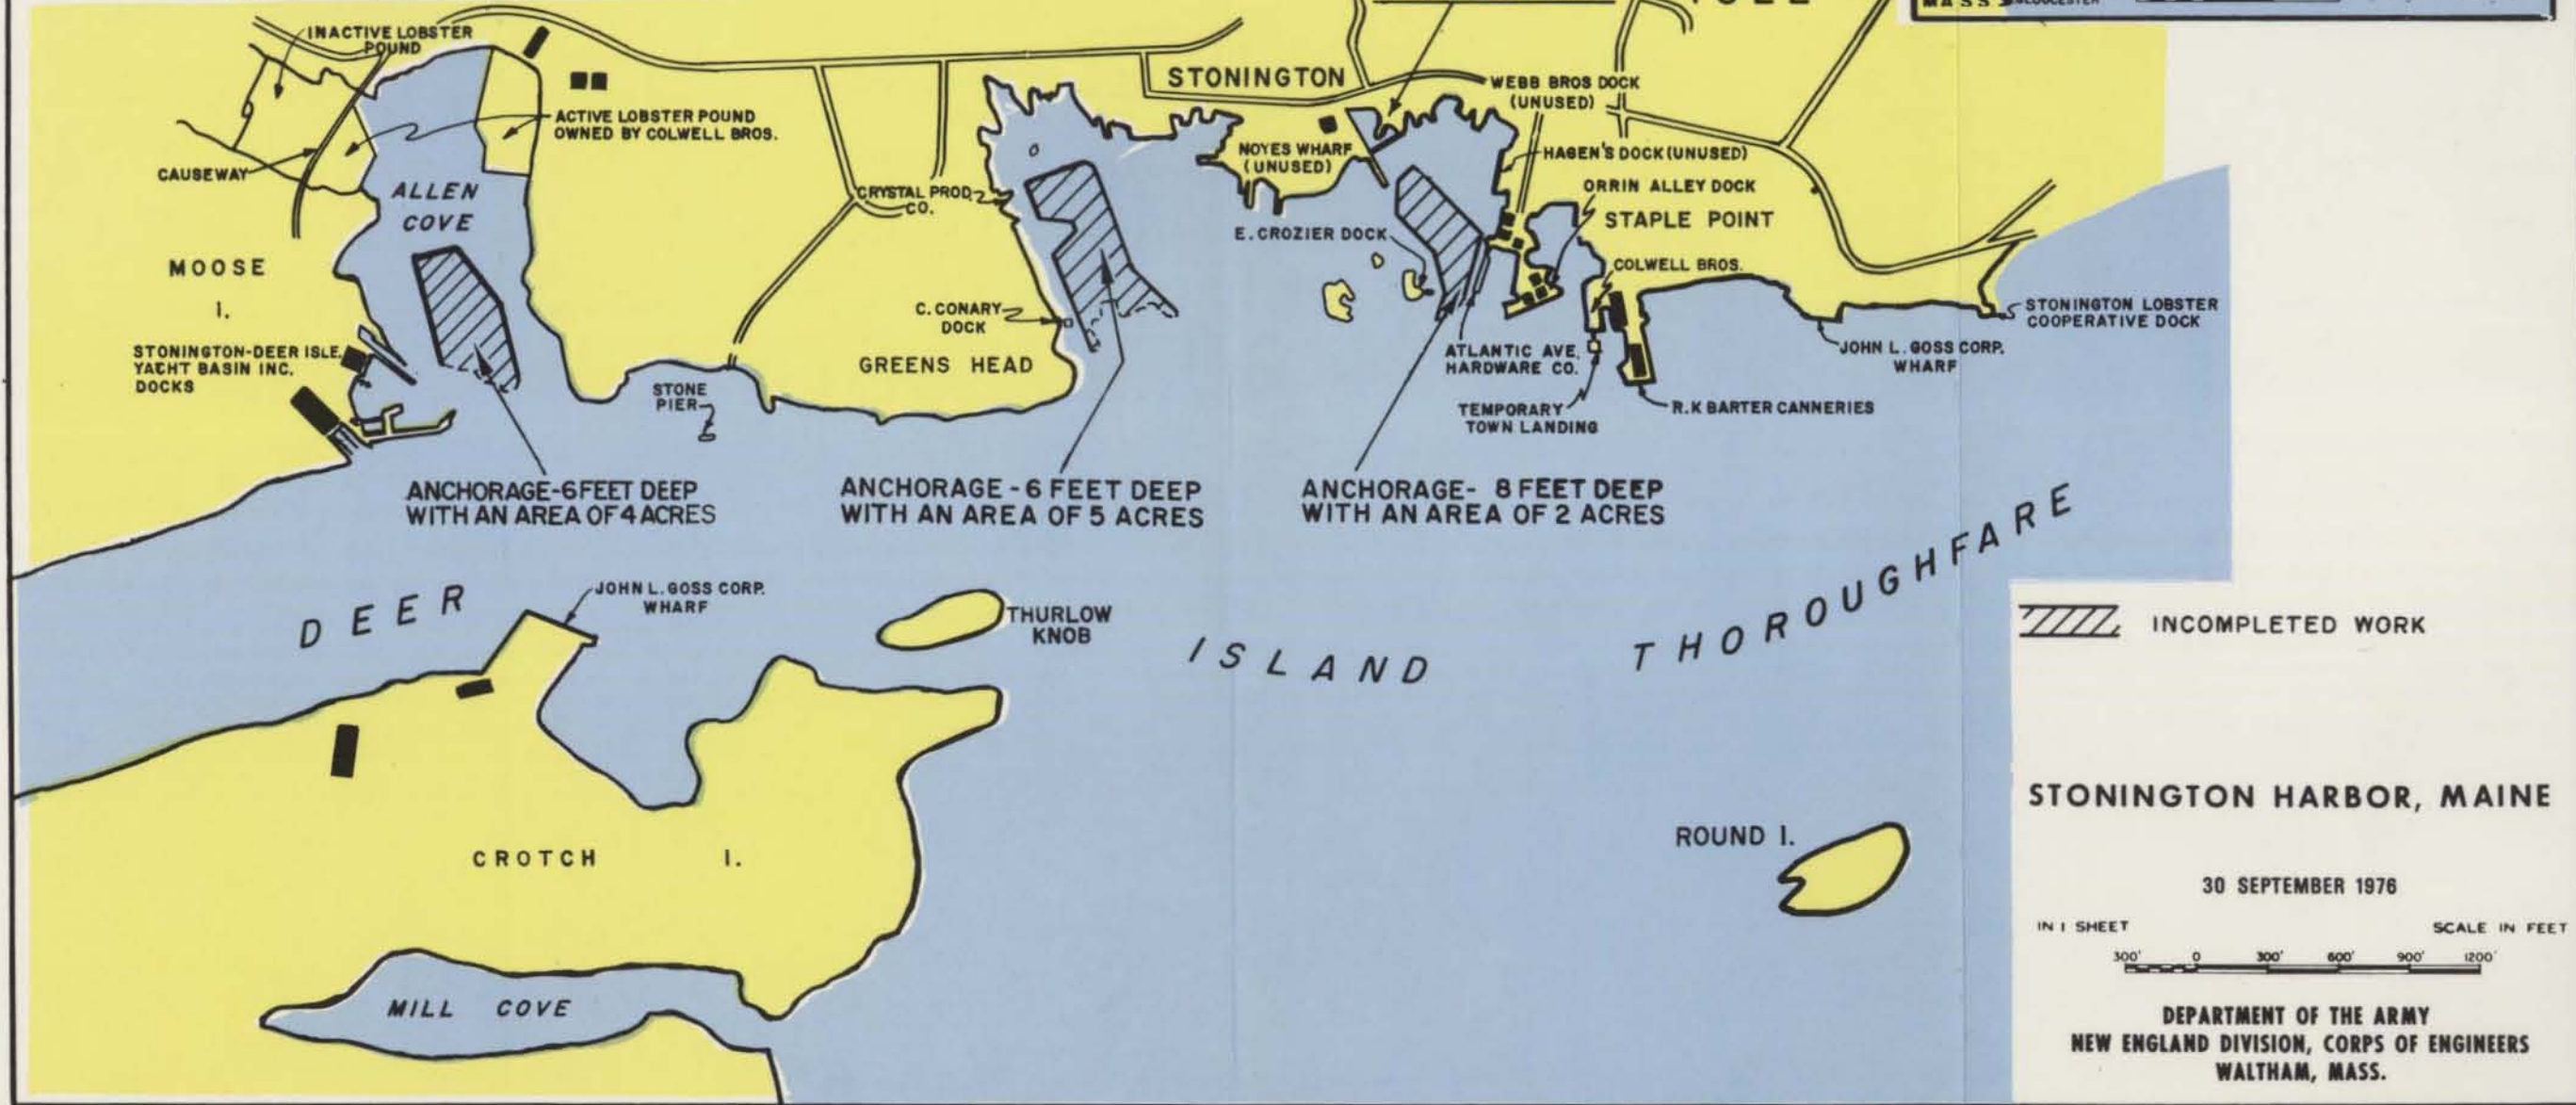 MASS.
GLOUCESTER
INACTIVE LOBSTER
POUND
ACTIVE LOBSTER POUND
OWNED BY COLWELL BROS.
CAUSEWAY
ALLEN
COVE
MOOSE
I.
STONINGTON-DEER ISLE
YACHT BASIN INC.
DOCKS
STONE
PIER
CRYSTAL PROD.
CO.
C. CONARY
DOCK
GREENS HEAD
STONINGTON
NOYES WHARF
(UNUSED)
WEBB BROS DOCK
(UNUSED)
HAGEN'S DOCK (UNUSED)
ORRIN ALLEY DOCK
STAPLE POINT
E. CROZIER DOCK
COLWELL BROS.
ATLANTIC AVE.
HARDWARE CO.
TEMPORARY
TOWN LANDING
R.K BARTER CANNERIES
JOHN L. GOSS CORP.
WHARF
STONINGTON LOBSTER
COOPERATIVE DOCK
ANCHORAGE-6 FEET DEEP
WITH AN AREA OF 4 ACRES
ANCHORAGE - 6 FEET DEEP
WITH AN AREA OF 5 ACRES
ANCHORAGE- 8 FEET DEEP
WITH AN AREA OF 2 ACRES
DEER ISLAND THOROUGHFARE
JOHN L. GOSS CORP.
WHARF
THURLOW
KNOB
CROTCH I.
MILL COVE
ROUND I.
INCOMPLETED WORK
STONINGTON HARBOR, MAINE
30 SEPTEMBER 1976
IN 1 SHEET SCALE IN FEET
300' 0 300' 600' 900' 1200'
DEPARTMENT OF THE ARMY
NEW ENGLAND DIVISION, CORPS OF ENGINEERS
WALTHAM, MASS.